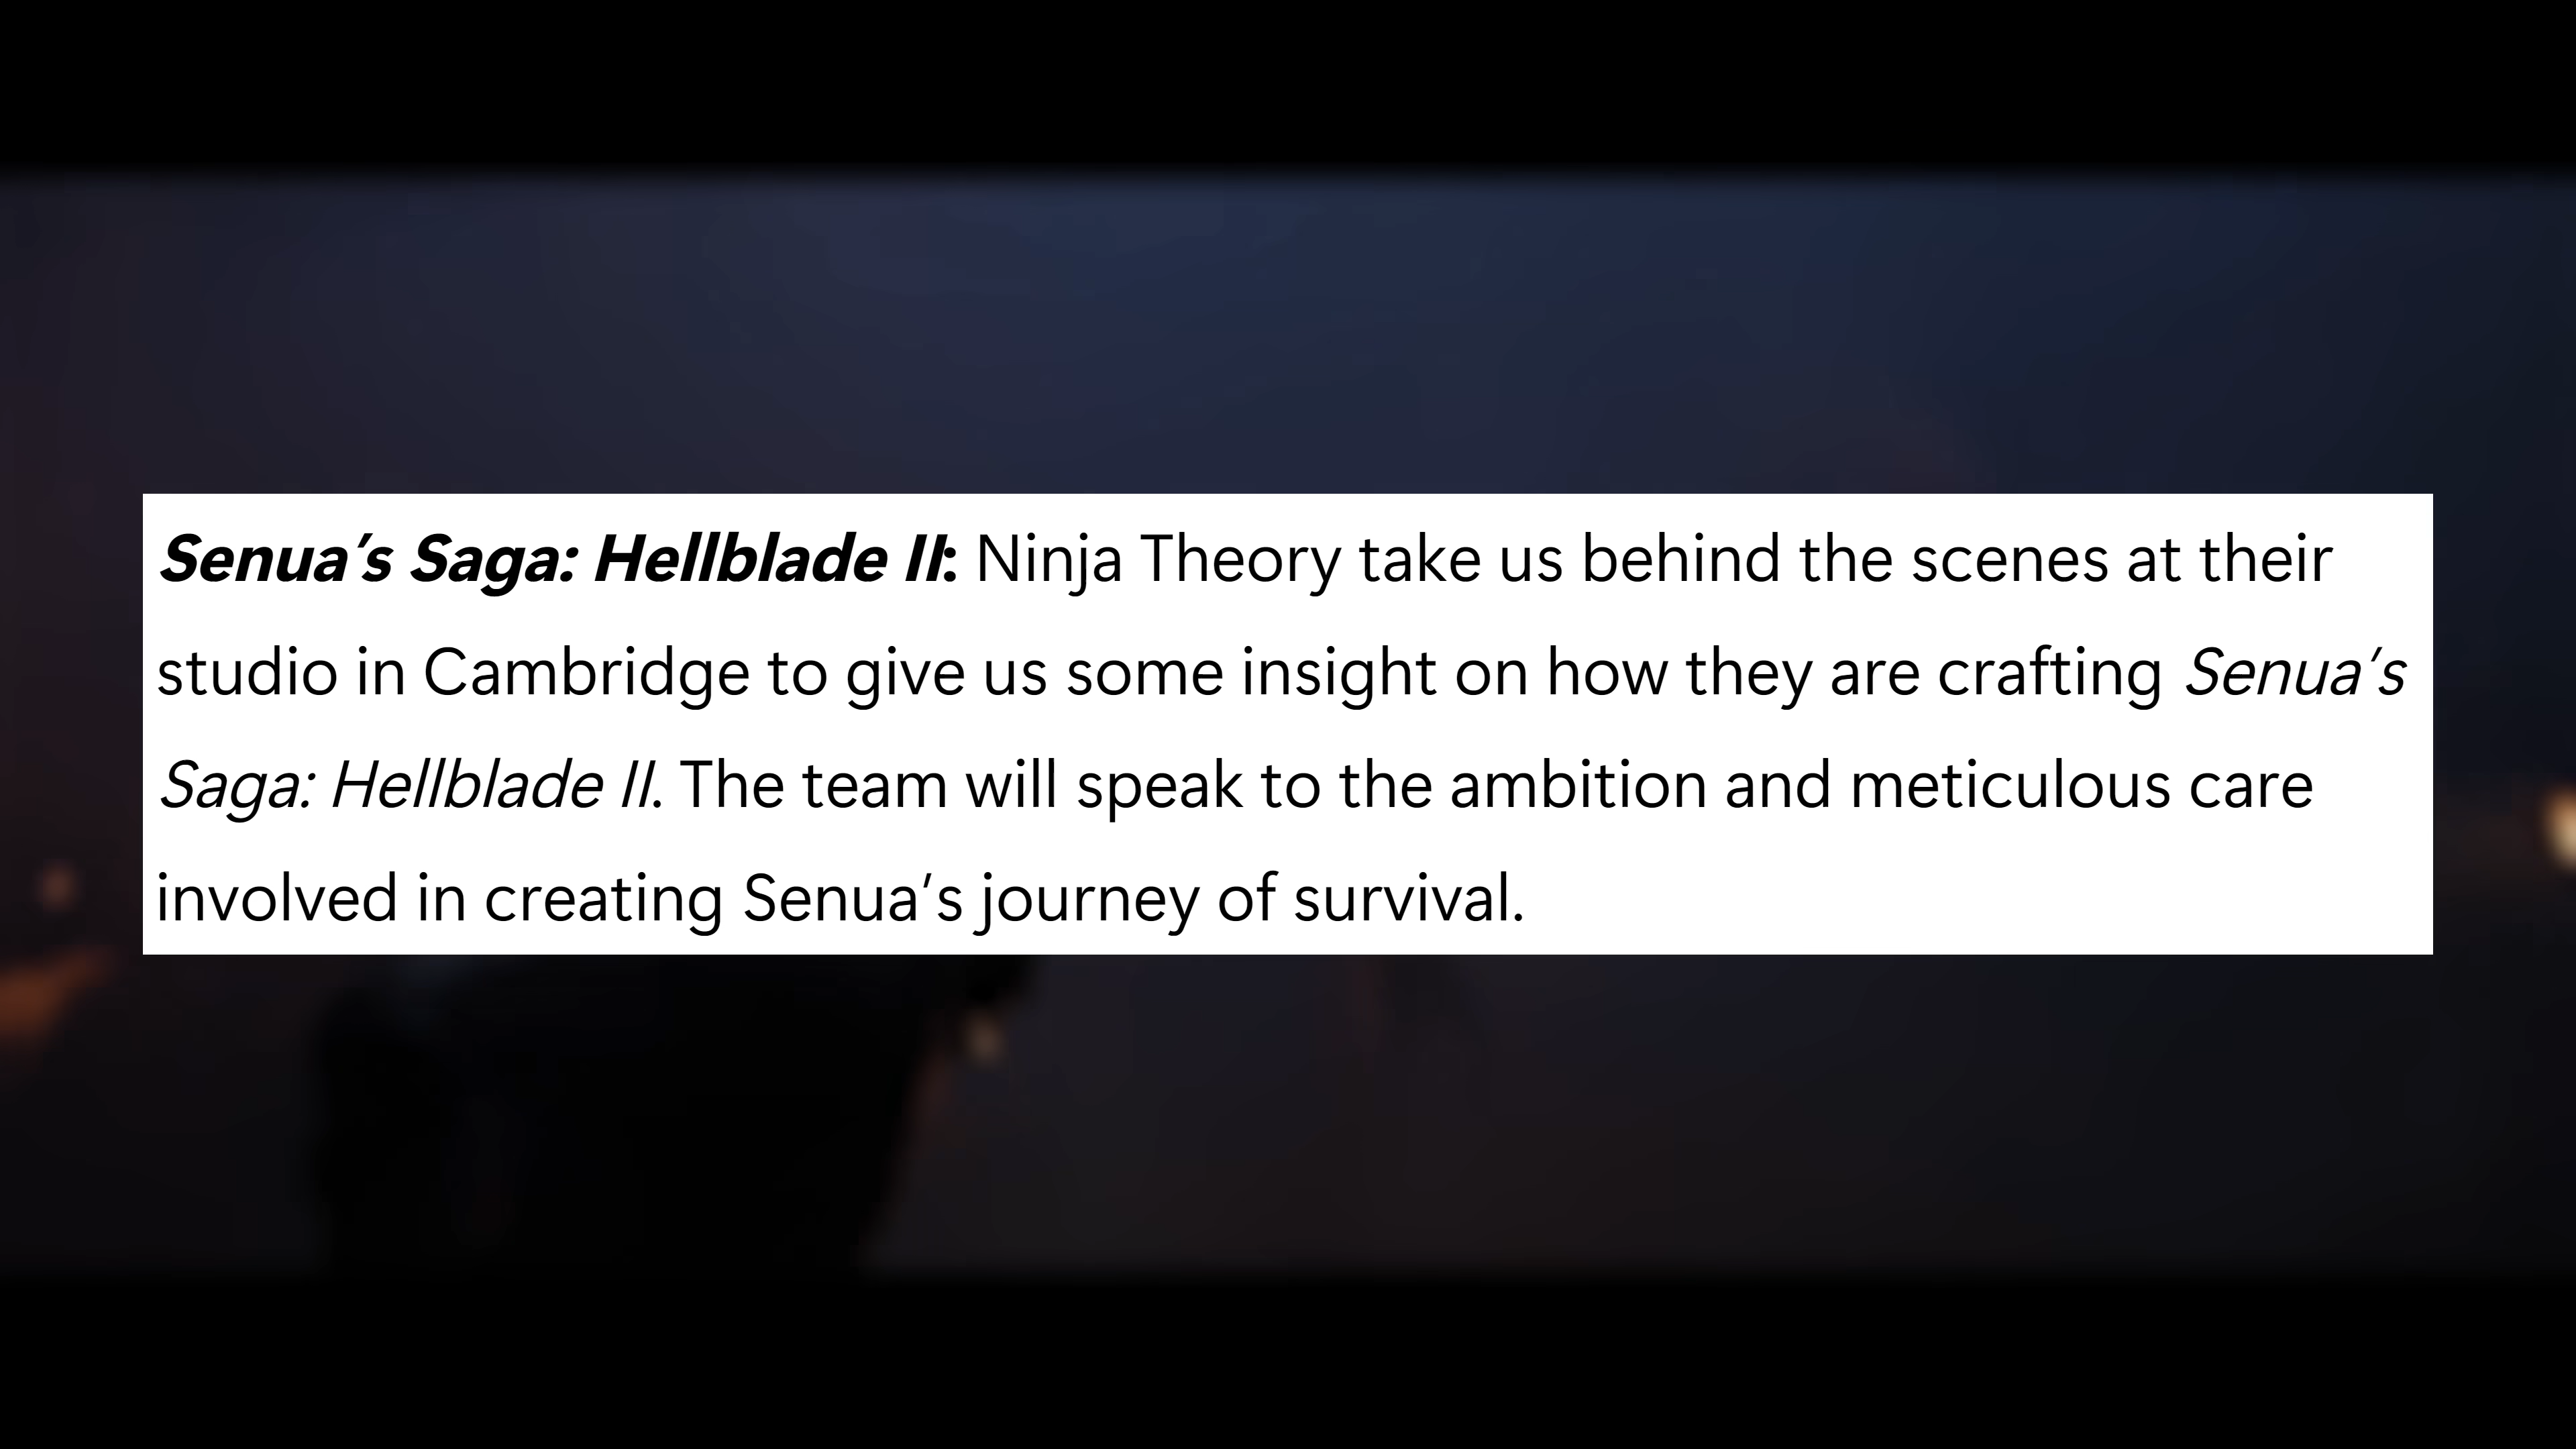 Senua’s Saga: Hellblade II: Ninja Theory take us behind the scenes at their
studio in Cambridge to give us some insight on how they are crafting Senua’s
Saga: Hellblade II. The team will speak to the ambition and meticulous care
involved in creating Senua’s journey of survival.